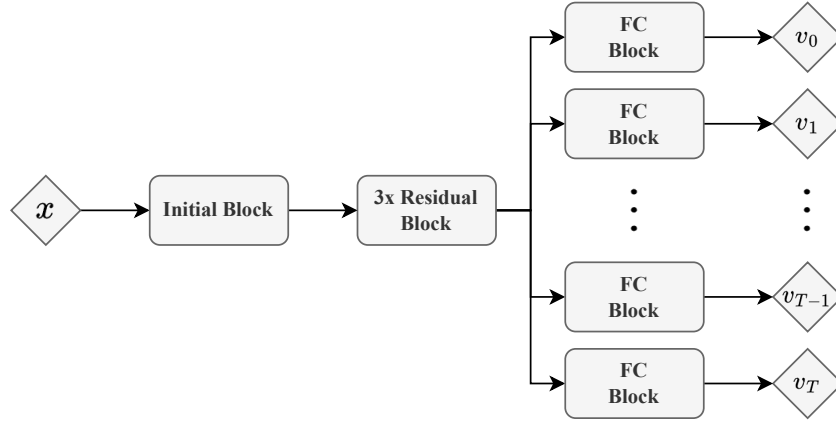 FC
Block
v_0
FC
Block
v_1
x
Initial Block
3x Residual
Block
FC
Block
v_{T-1}
FC
Block
v_T